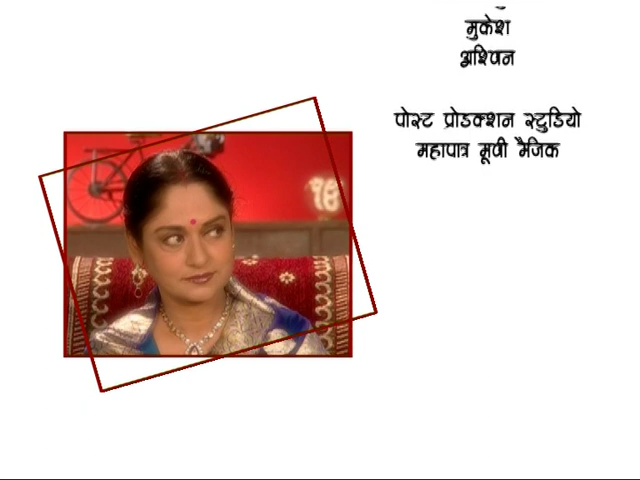 मुकेश
अश्विन
पोस्ट प्रोडक्शन स्टुडियो
महापात्र मूवी मैजिक